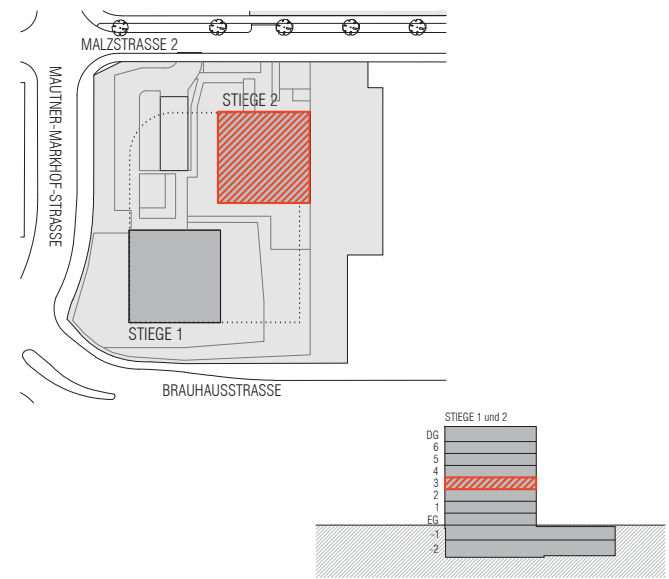 MALZSTRASSE 2
MAUTNER-MARKHOF-STRASSE
STIEGE 2
STIEGE 1
BRAUHAUSSTRASSE
STIEGE 1 und 2
DG
6
5
4
3
2
1
EG
-1
-2